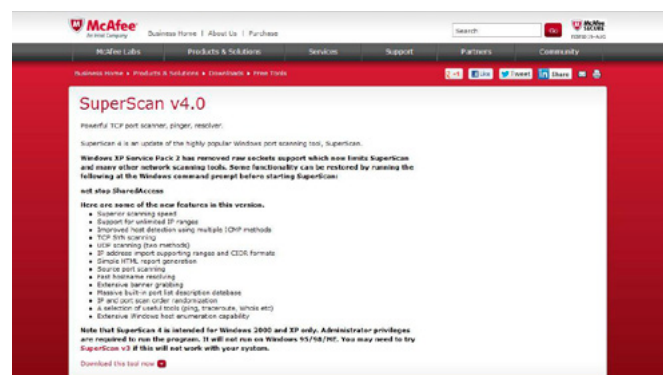 McAfee
An Intel Company
Business Home | About Us | Purchase
Search
Go
McAfee
SECURE
McAfee Labs
Products & Solutions
Services
Support
Partners
Community
Business Home ▸ Products & Solutions ▸ Downloads ▸ Free Tools
Like
Tweet
Share
SuperScan v4.0
Powerful TCP port scanner, pinger, resolver.
SuperScan 4 is an update of the highly popular Windows port scanning tool, SuperScan.
Windows XP Service Pack 2 has removed raw sockets support which now limits SuperScan
and many other network scanning tools. Some functionality can be restored by running the
following at the Windows command prompt before starting SuperScan:
net stop SharedAccess
Here are some of the new features in this version.
Superior scanning speed
Support for unlimited IP ranges
Improved host detection using multiple ICMP methods
TCP SYN scanning
UDP scanning (two methods)
IP address import supporting ranges and CIDR formats
Simple HTML report generation
Source port scanning
Fast hostname resolving
Extensive banner grabbing
Massive built-in port list description database
IP and port scan order randomization
A selection of useful tools (ping, traceroute, Whois etc)
Extensive Windows host enumeration capability
Note that SuperScan 4 is intended for Windows 2000 and XP only. Administrator privileges
are required to run the program. It will not run on Windows 95/98/ME. You may need to try
SuperScan v3 if this will not work with your system.
Download this tool now